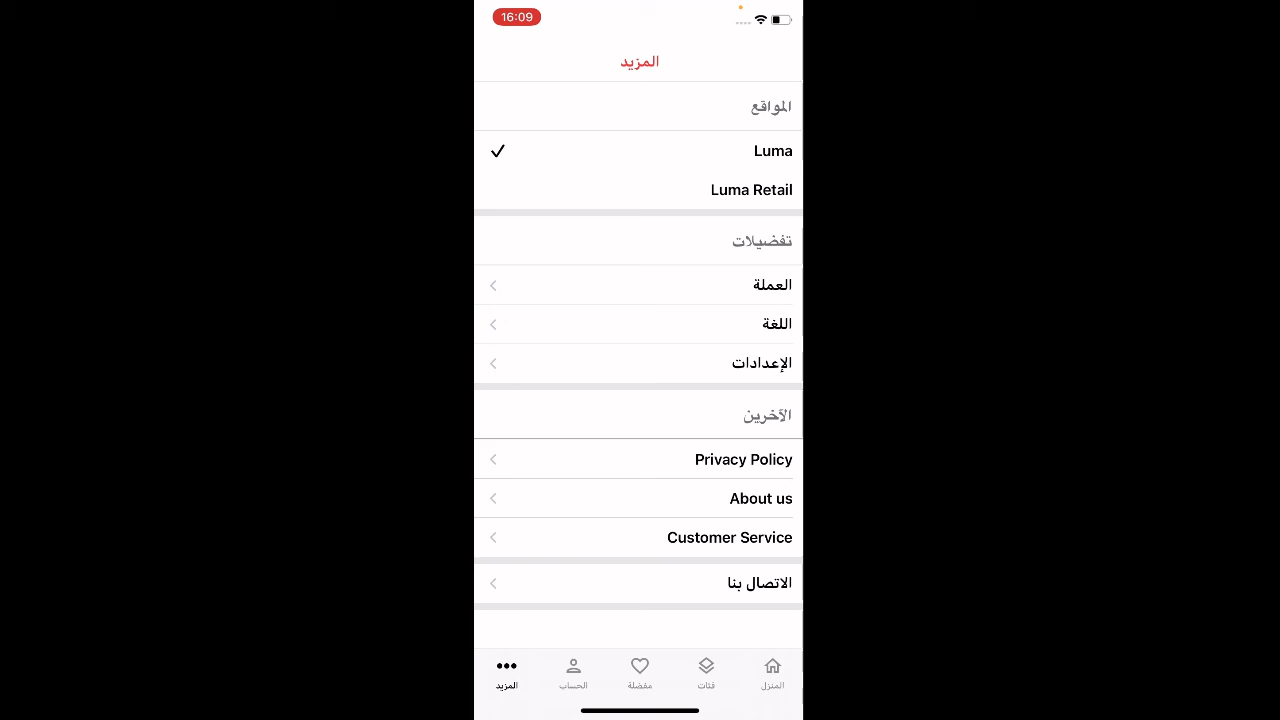 16:09
المزيد
المواقع
Luma
Luma Retail
تفضيلات
العملة
اللغة
الإعدادات
الآخرين
Privacy Policy
About us
Customer Service
الاتصال بنا
المنزل
فئات
مفضلة
الحساب
المزيد